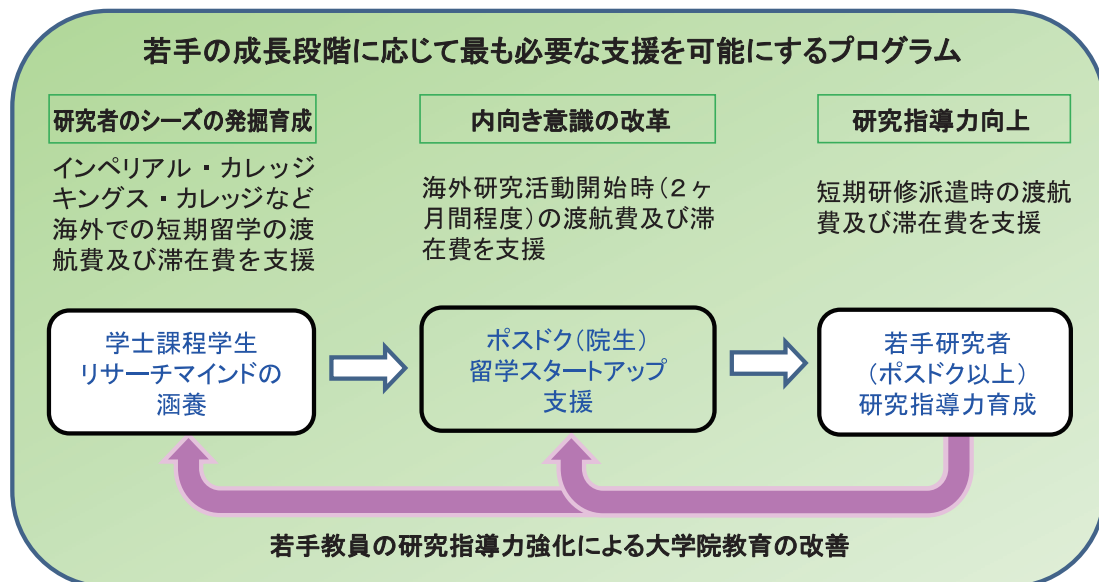 若手の成長段階に応じて最も必要な支援を可能にするプログラム
研究者のシーズの発掘育成
インペリアル・カレッジ
キングス・カレッジなど
海外での短期留学の渡
航費及び滞在費を支援
内向き意識の改革
海外研究活動開始時(2ヶ
月間程度)の渡航費及び滞
在費を支援
研究指導力向上
短期研修派遣時の渡航
費及び滞在費を支援
学士課程学生
リサーチマインドの
涵養
ポスドク(院生)
留学スタートアップ
支援
若手研究者
(ポスドク以上)
研究指導力育成
若手教員の研究指導力強化による大学院教育の改善